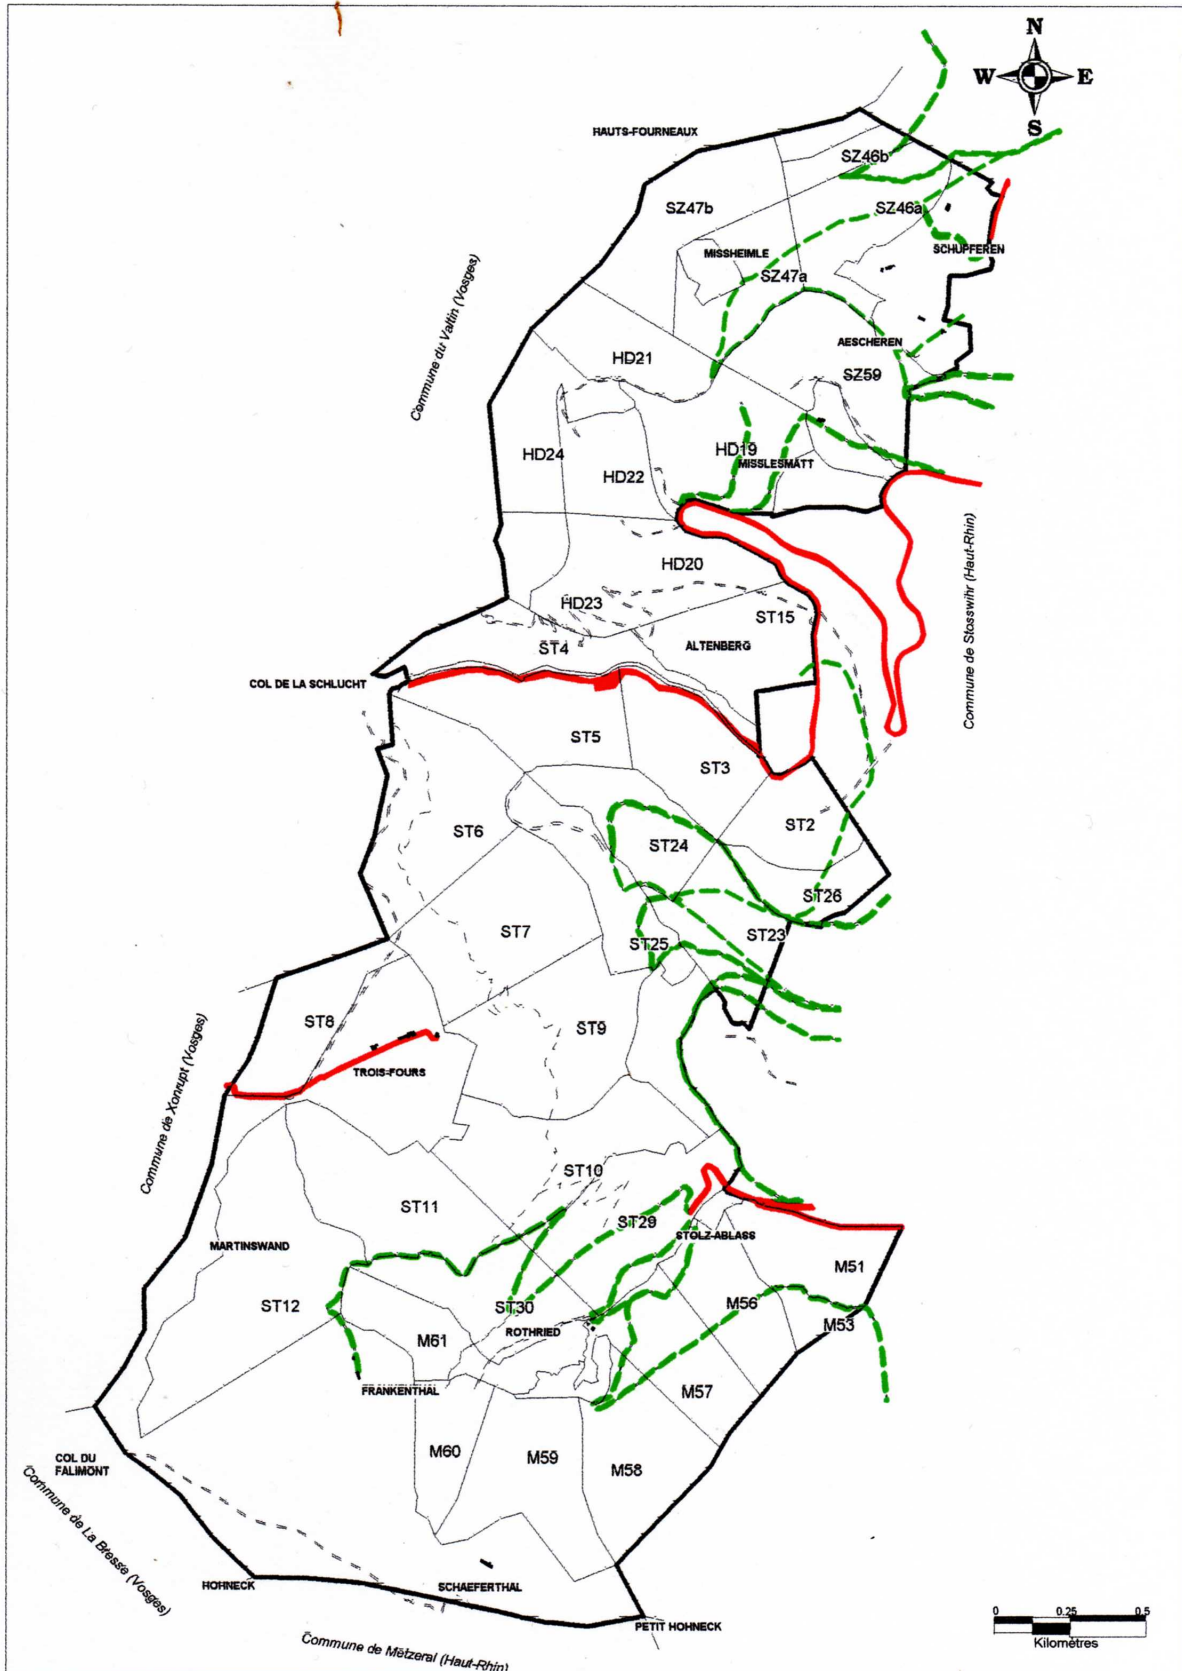 N
W E
S
HAUTS-FOURNEAUX
SZ46b
SZ47b
SZ46a
MISSHEIMLE
SCHUPFEREN
SZ47a
Commune du Valtin (Vosges)
AESCHEREN
HD21
SZ59
HD24
HD19
MISSLESMATT
HD22
Commune de Stosswihr (Haut-Rhin)
HD20
HD23
ST15
ST4
ALTENBERG
COL DE LA SCHLUCHT
ST5
ST3
ST6
ST2
ST24
ST26
ST7
ST25
ST23
ST8
ST9
Commune de Xonrupt (Vosges)
TROIS-FOURS
ST10
ST11
ST29
STOLZ-ABLASS
MARTINSWAND
M51
ST12
ST30
M56
M53
ROTHRIED
M61
FRANKENTHAL
M57
M60
M59
M58
COL DU
FALIMONT
Commune de La Bresse (Vosges)
HOHNECK
SCHAEFERTHAL
PETIT HOHNECK
Commune de Metzeral (Haut-Rhin)
0 0.25 0.5
Kilomètres